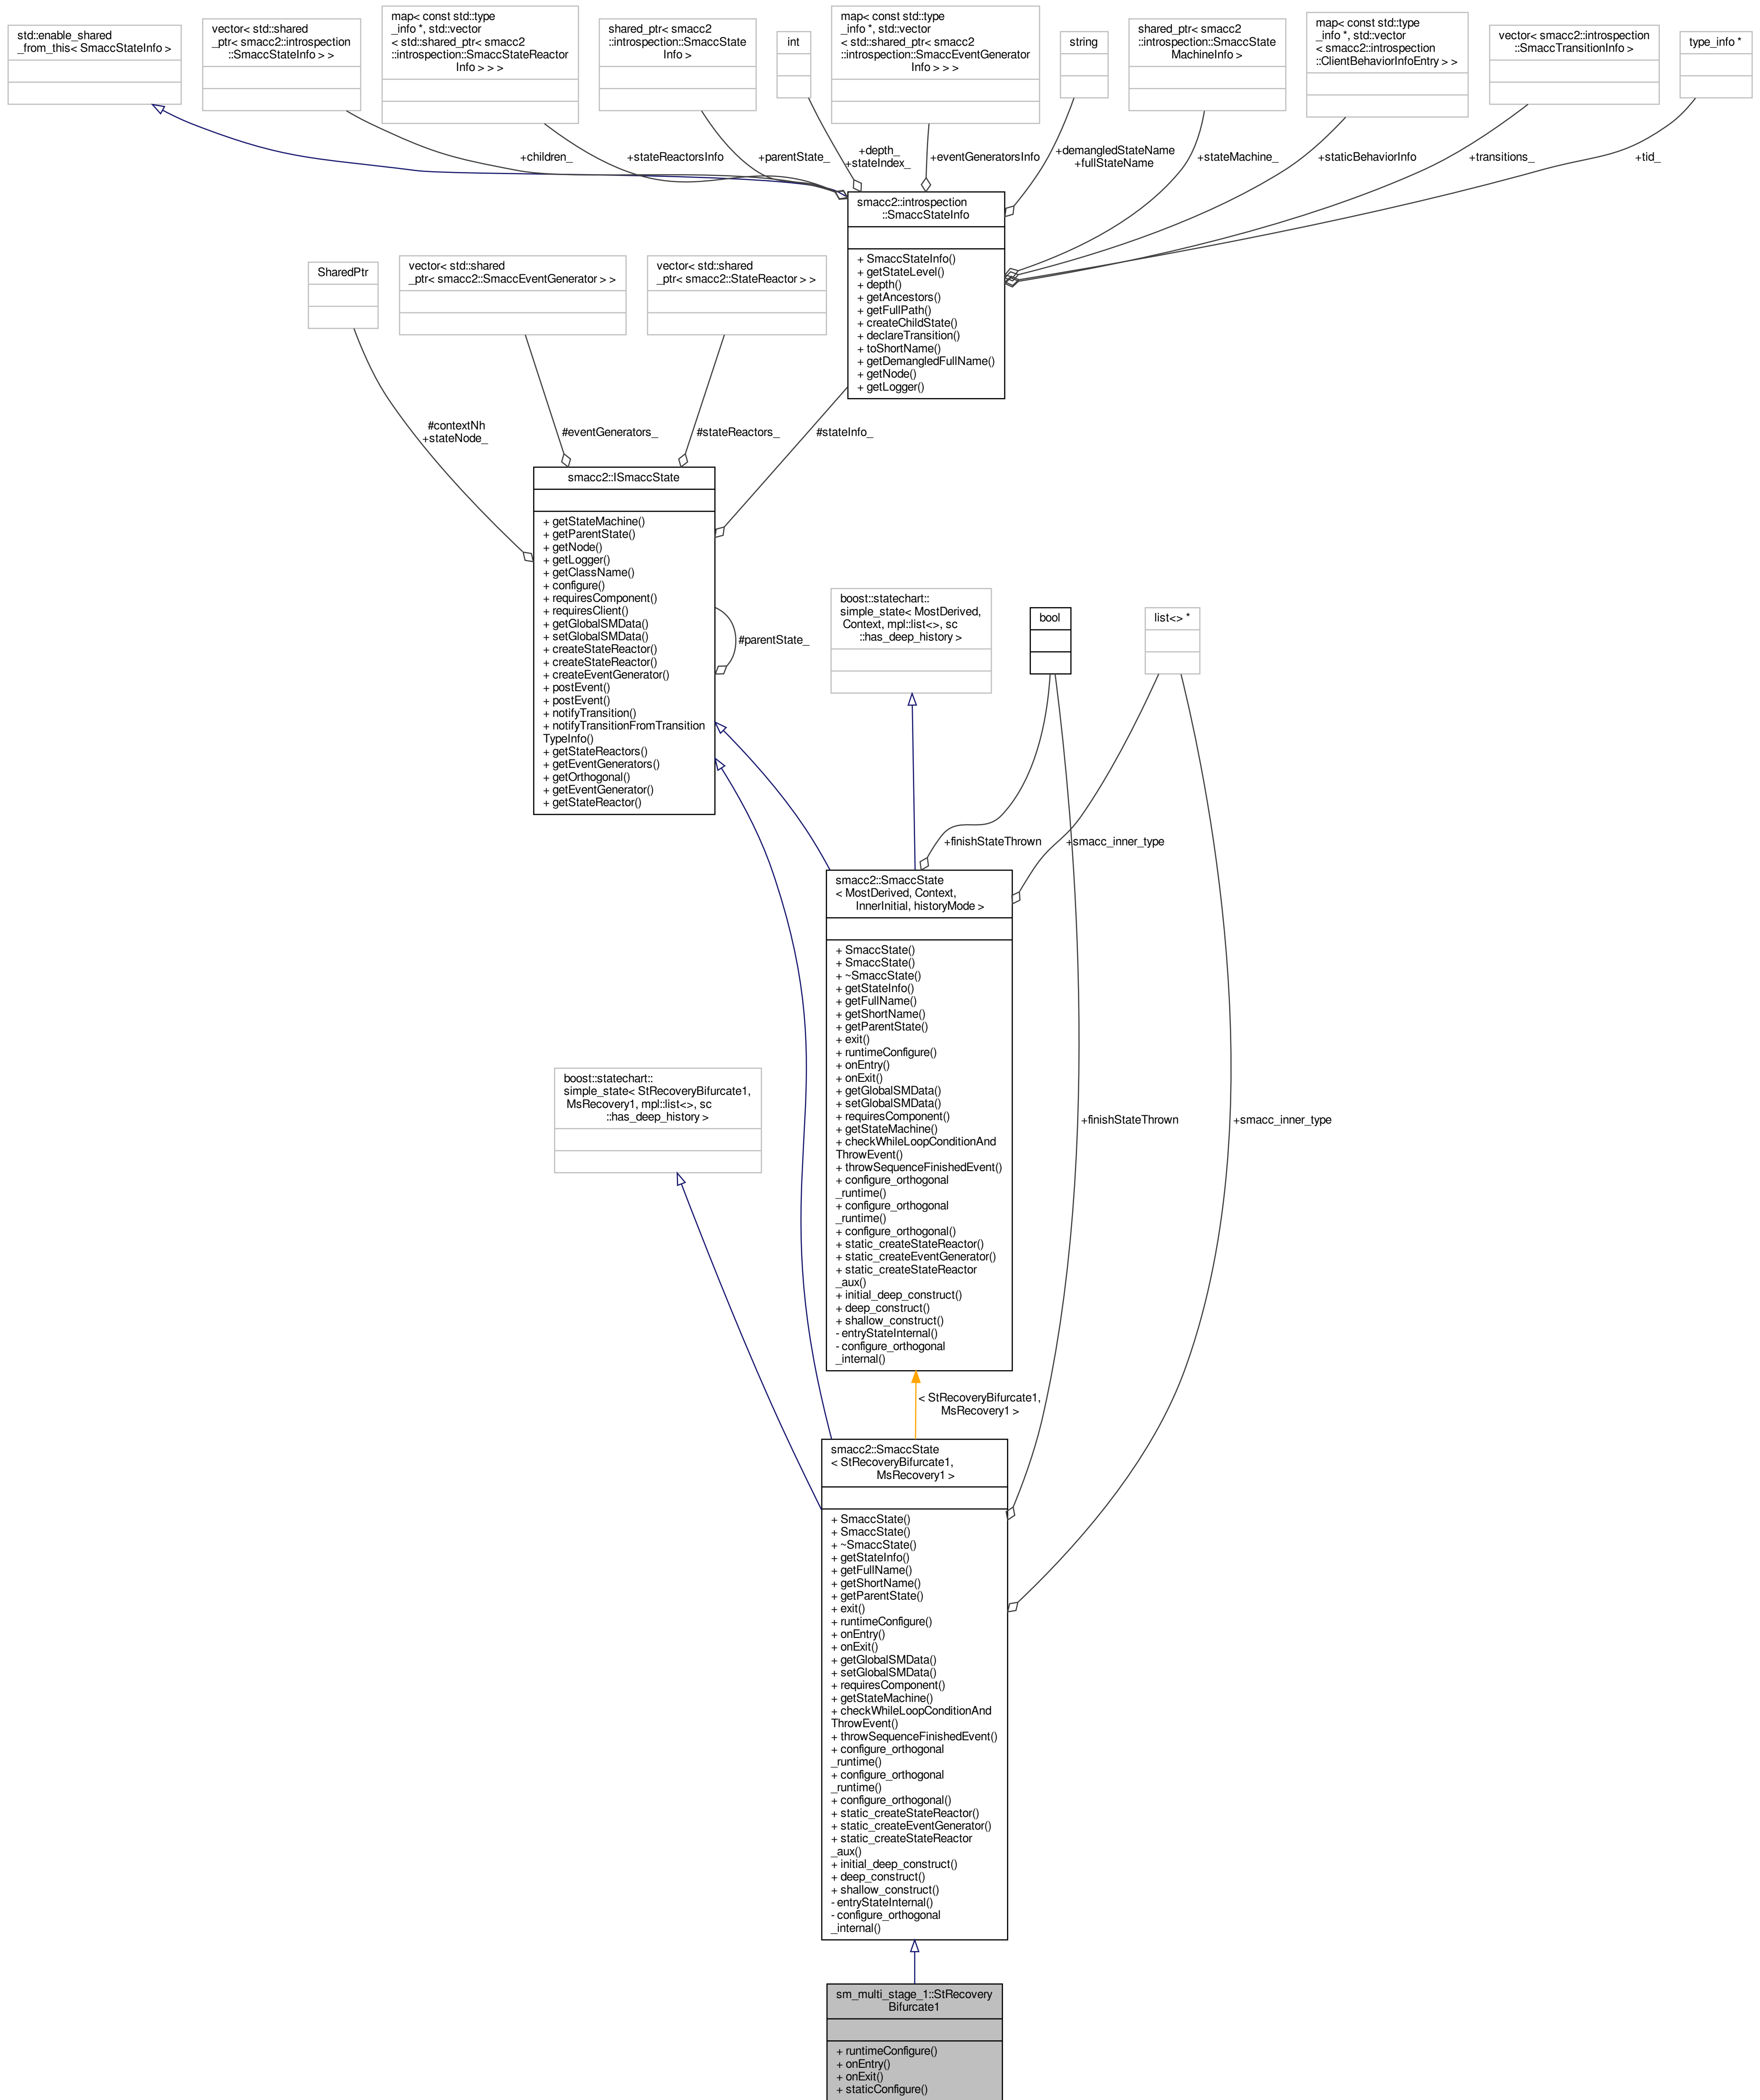 std::enable_shared
_from_this< SmaccStateInfo >
vector< std::shared
_ptr< smacc2::introspection
::SmaccStateInfo > >
map< const std::type
_info *, std::vector
< std::shared_ptr< smacc2
::introspection::SmaccStateReactor
Info > > >
shared_ptr< smacc2
::introspection::SmaccState
Info >
int
map< const std::type
_info *, std::vector
< std::shared_ptr< smacc2
::introspection::SmaccEventGenerator
Info > > >
string
shared_ptr< smacc2
::introspection::SmaccState
MachineInfo >
map< const std::type
_info *, std::vector
< smacc2::introspection
::ClientBehaviorInfoEntry > >
vector< smacc2::introspection
::SmaccTransitionInfo >
type_info *
+children_
+stateReactorsInfo
+parentState_
+depth_
+stateIndex_
+eventGeneratorsInfo
+demangledStateName
+fullStateName
+stateMachine_
+staticBehaviorInfo
+transitions_
+tid_
smacc2::introspection
::SmaccStateInfo
+ SmaccStateInfo()
+ getStateLevel()
+ depth()
+ getAncestors()
+ getFullPath()
+ createChildState()
+ declareTransition()
+ toShortName()
+ getDemangledFullName()
+ getNode()
+ getLogger()
SharedPtr
vector< std::shared
_ptr< smacc2::SmaccEventGenerator > >
vector< std::shared
_ptr< smacc2::StateReactor > >
#contextNh
+stateNode_
#eventGenerators_
#stateReactors_
#stateInfo_
smacc2::ISmaccState
+ getStateMachine()
+ getParentState()
+ getNode()
+ getLogger()
+ getClassName()
+ configure()
+ requiresComponent()
+ requiresClient()
+ getGlobalSMData()
+ setGlobalSMData()
+ createStateReactor()
+ createStateReactor()
+ createEventGenerator()
+ postEvent()
+ postEvent()
+ notifyTransition()
+ notifyTransitionFromTransition
TypeInfo()
+ getStateReactors()
+ getEventGenerators()
+ getOrthogonal()
+ getEventGenerator()
+ getStateReactor()
#parentState_
boost::statechart::
simple_state< MostDerived,
Context, mpl::list<>, sc
::has_deep_history >
bool
list<> *
+finishStateThrown
+smacc_inner_type
smacc2::SmaccState
< MostDerived, Context,
InnerInitial, historyMode >
+ SmaccState()
+ SmaccState()
+ ~SmaccState()
+ getStateInfo()
+ getFullName()
+ getShortName()
+ getParentState()
+ exit()
+ runtimeConfigure()
+ onEntry()
+ onExit()
+ getGlobalSMData()
+ setGlobalSMData()
+ requiresComponent()
+ getStateMachine()
+ checkWhileLoopConditionAnd
ThrowEvent()
+ throwSequenceFinishedEvent()
+ configure_orthogonal
_runtime()
+ configure_orthogonal
_runtime()
+ configure_orthogonal()
+ static_createStateReactor()
+ static_createEventGenerator()
+ static_createStateReactor
_aux()
+ initial_deep_construct()
+ deep_construct()
+ shallow_construct()
- entryStateInternal()
- configure_orthogonal
_internal()
boost::statechart::
simple_state< StRecoveryBifurcate1,
MsRecovery1, mpl::list<>, sc
::has_deep_history >
+finishStateThrown
+smacc_inner_type
< StRecoveryBifurcate1,
MsRecovery1 >
smacc2::SmaccState
< StRecoveryBifurcate1,
MsRecovery1 >
+ SmaccState()
+ SmaccState()
+ ~SmaccState()
+ getStateInfo()
+ getFullName()
+ getShortName()
+ getParentState()
+ exit()
+ runtimeConfigure()
+ onEntry()
+ onExit()
+ getGlobalSMData()
+ setGlobalSMData()
+ requiresComponent()
+ getStateMachine()
+ checkWhileLoopConditionAnd
ThrowEvent()
+ throwSequenceFinishedEvent()
+ configure_orthogonal
_runtime()
+ configure_orthogonal
_runtime()
+ configure_orthogonal()
+ static_createStateReactor()
+ static_createEventGenerator()
+ static_createStateReactor
_aux()
+ initial_deep_construct()
+ deep_construct()
+ shallow_construct()
- entryStateInternal()
- configure_orthogonal
_internal()
sm_multi_stage_1::StRecovery
Bifurcate1
+ runtimeConfigure()
+ onEntry()
+ onExit()
+ staticConfigure()